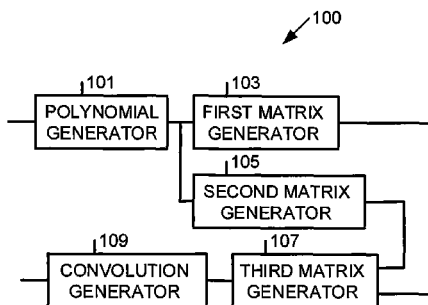 100
101
103
POLYNOMIAL
GENERATOR
FIRST MATRIX
GENERATOR
105
SECOND MATRIX
GENERATOR
109
107
CONVOLUTION
GENERATOR
THIRD MATRIX
GENERATOR